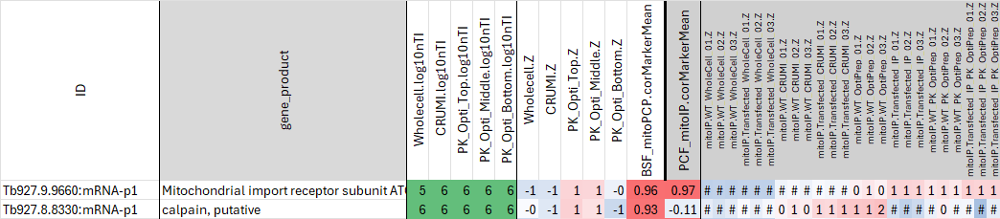 ID
gene_product
Wholecell.log10nTI
CRUMI.log10nTI
PK_Opti_Top.log10nTI
PK_Opti_Middle.log10nTI
PK_Opti_Bottom.log10nTI
Wholecell.Z
CRUMI.Z
PK_Opti_Top.Z
PK_Opti_Middle.Z
PK_Opti_Bottom.Z
BSF_mitoPCP.corMarkerMean
PCF_mitoIP.corMarkerMean
mitoIP.WT WholeCell 01.Z
mitoIP.WT WholeCell 02.Z
mitoIP.WT WholeCell 03.Z
mitoIP.Transfected WholeCell 01.Z
mitoIP.Transfected WholeCell 02.Z
mitoIP.Transfected WholeCell 03.Z
mitoIP.WT CRUMI 01.Z
mitoIP.WT CRUMI 02.Z
mitoIP.WT CRUMI 03.Z
mitoIP.Transfected CRUMI 01.Z
mitoIP.Transfected CRUMI 02.Z
mitoIP.Transfected CRUMI 03.Z
mitoIP.WT OptiPrep 01.Z
mitoIP.WT OptiPrep 02.Z
mitoIP.WT OptiPrep 03.Z
mitoIP.Transfected IP OptiPrep 01.Z
mitoIP.Transfected IP OptiPrep 02.Z
mitoIP.Transfected IP OptiPrep 03.Z
mitoIP.WT PK OptiPrep 01.Z
mitoIP.WT PK OptiPrep 02.Z
mitoIP.WT PK OptiPrep 03.Z
mitoIP.Transfected IP PK OptiPrep 01.Z
mitoIP.Transfected IP PK OptiPrep 02.Z
mitoIP.Transfected IP PK OptiPrep 03.Z
Tb927.9.9660:mRNA-p1 Mitochondrial import receptor subunit ATO 5 6 6 6 6 -1 -1 1 1 -0 0.96 0.97 # # # # # # # # # # # # 0 1 0 1 1 1 1 1 1 1 1 1
Tb927.8.8330:mRNA-p1 calpain, putative 6 6 6 6 6 -0 -1 1 1 -1 0.93 -0.11 # # # # # # 0 1 0 1 1 1 1 1 2 # # # # 0 # # # #